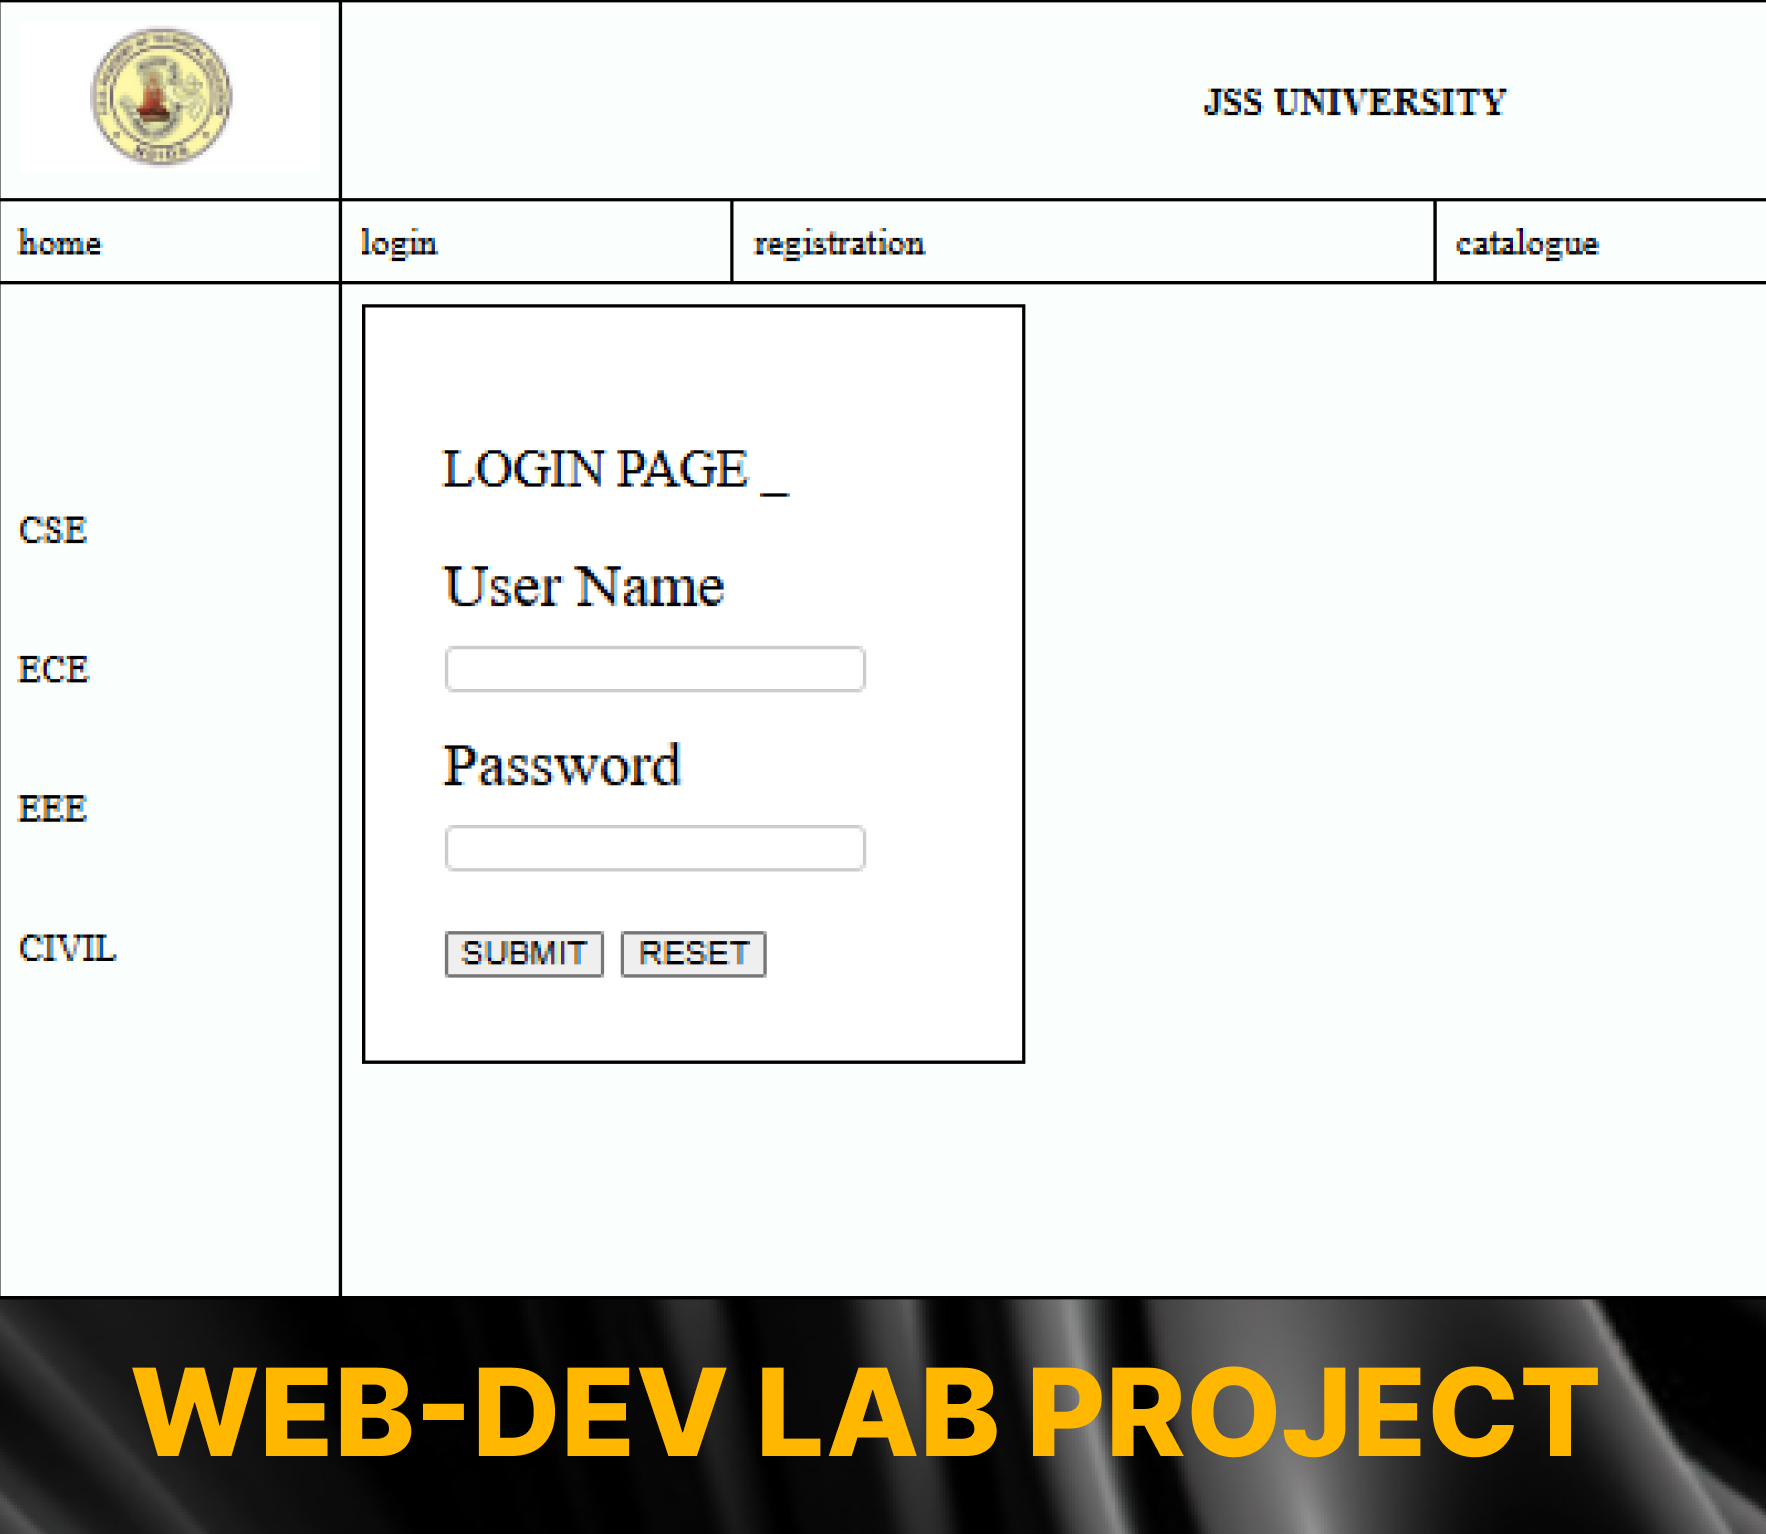 NOIDA
JSS UNIVERSITY
home
login
registration
catalogue
CSE
ECE
EEE
CIVIL
LOGIN PAGE _
User Name
Password
SUBMIT RESET
WEB-DEV LAB PROJECT